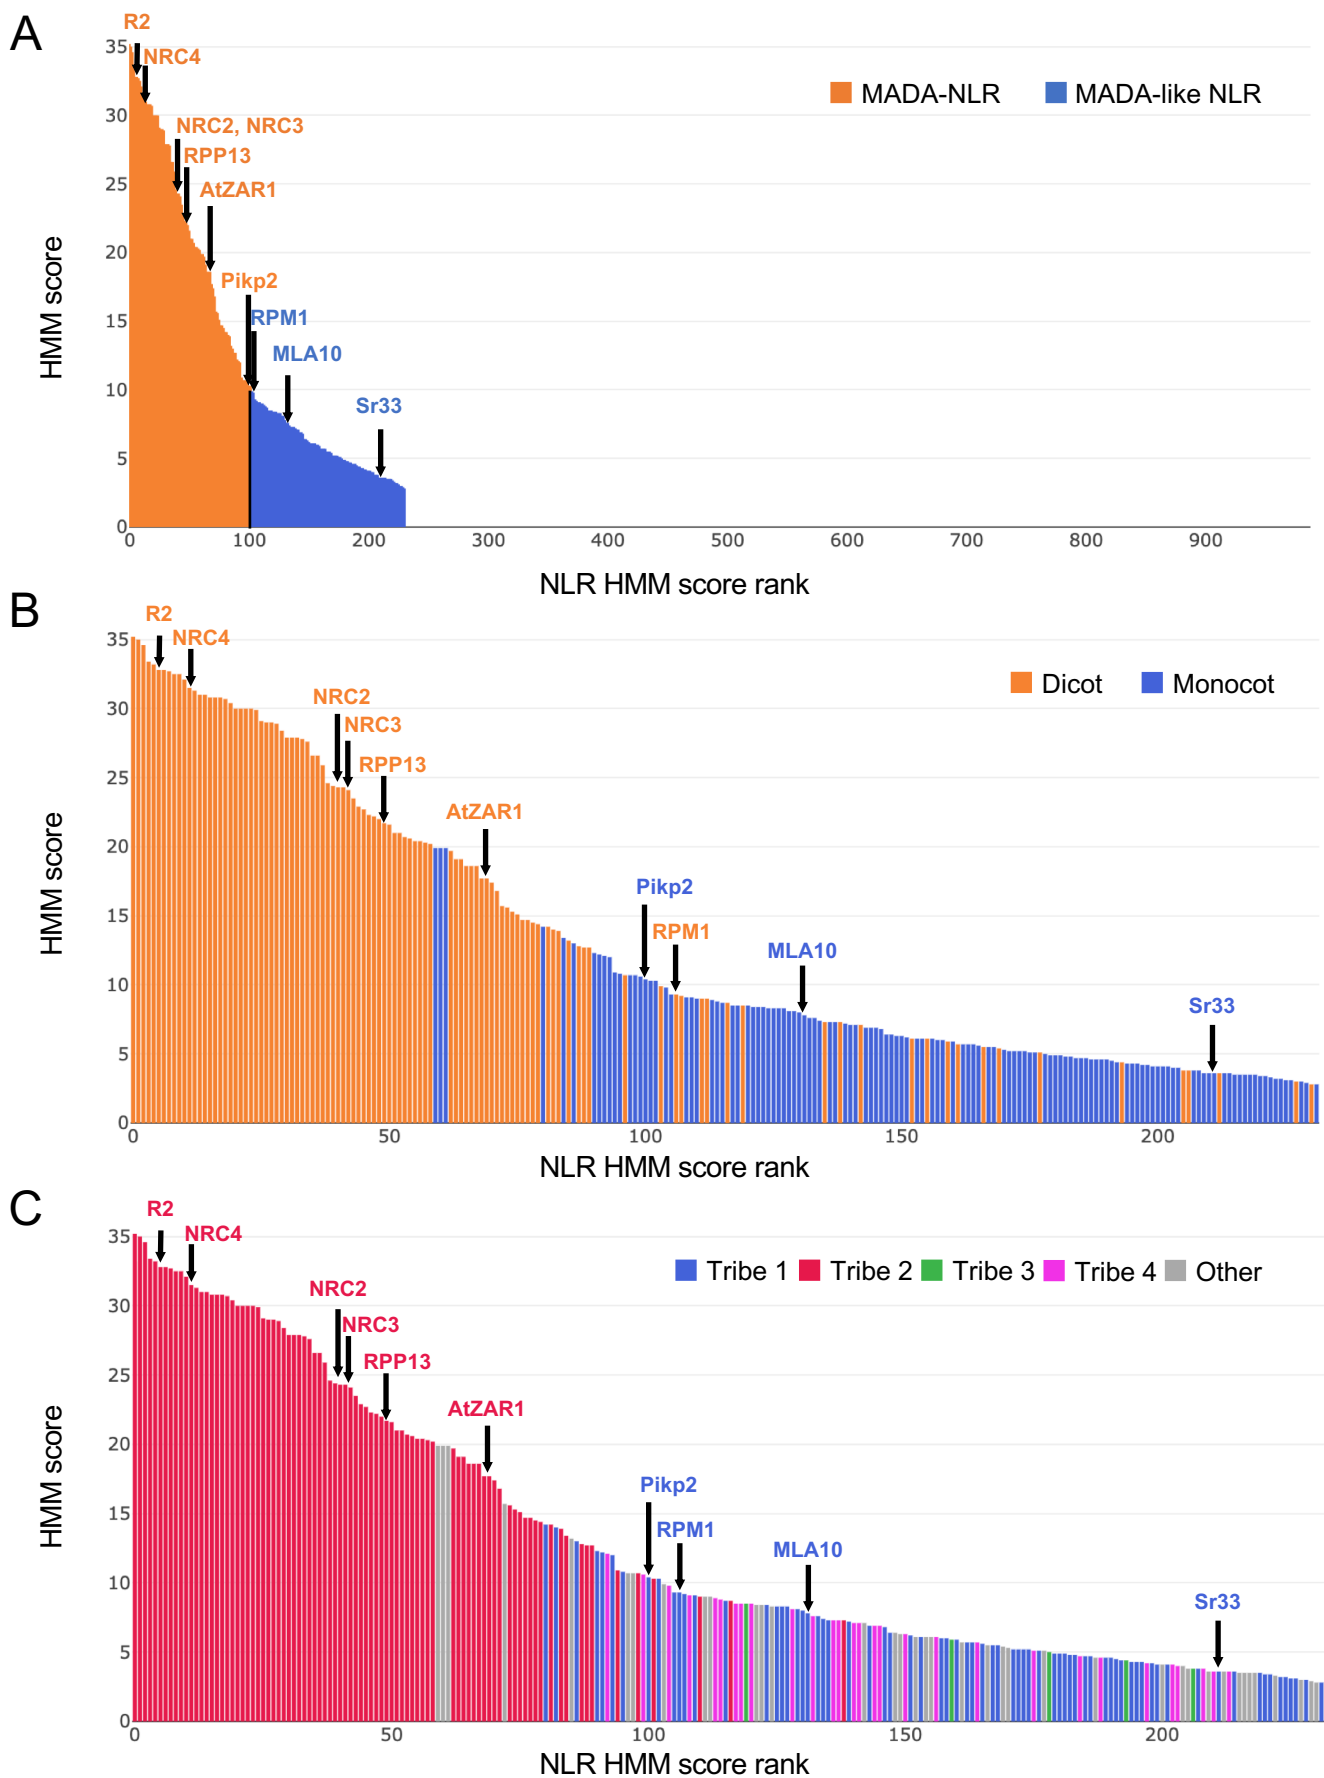 A
R2
35
NRC4
MADA-NLR
MADA-like NLR
30
NRC2, NRC3
RPP13
25
AtZAR1
20
Pikp2
HMM score
15
RPM1
MLA10
10
Sr33
5
0
0 100 200 300 400 500 600 700 800 900
NLR HMM score rank
B
R2
35
NRC4
Dicot
Monocot
NRC2
30
NRC3
RPP13
25
AtZAR1
20
HMM score
Pikp2
15
RPM1
MLA10
10
Sr33
5
0
0 50 100 150 200
NLR HMM score rank
C
R2
35
NRC4
Tribe 1
Tribe 2
Tribe 3
Tribe 4
Other
NRC2
30
NRC3
RPP13
25
AtZAR1
20
HMM score
Pikp2
15
RPM1
MLA10
10
Sr33
5
0
0 50 100 150 200
NLR HMM score rank